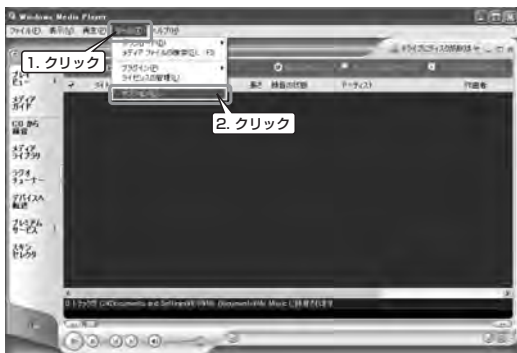 Windows Media Player
ファイル(F) 表示(V) 再生(P) ツール(T) ヘルプ(H)
1. クリック
ダウンロード(D)
メディア ファイルの検索(L)... F3
プラグイン(P)
ライセンスの管理(L)
オプション(O)...
2. クリック
長さ 録音の状態 アーティスト 作曲者
メディア
ガイド
CD から
録音
メディア
ライブラリ
ラジオ
チューナー
デバイスへ
転送
プレミアム
サービス
スキン
セレクタ